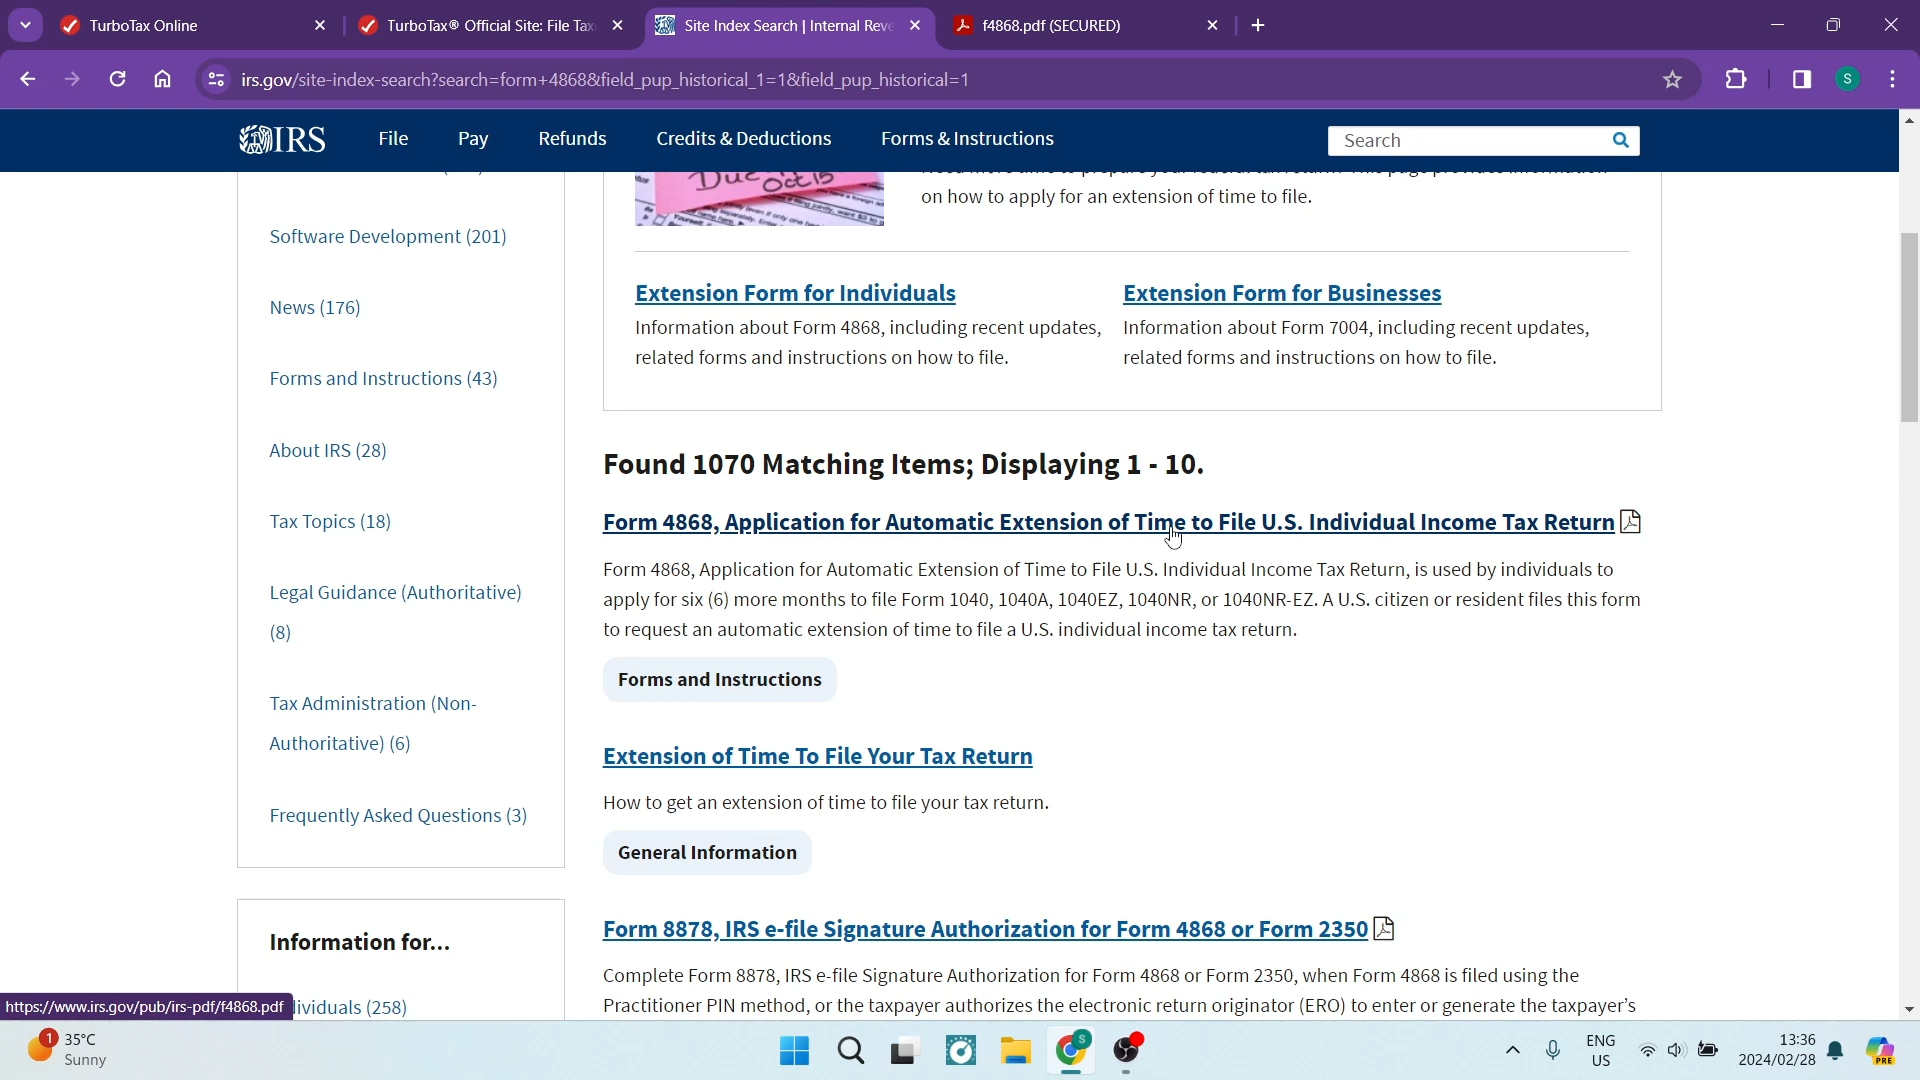 TurboTax Online
TurboTax® Official Site: File Tax
Site Index Search | Internal Reve
f4868.pdf (SECURED)
irs.gov/site-index-search?search=form+4868&field_pup_historical_1=1&field_pup_historical=1
S
IRS
File
Pay
Refunds
Credits & Deductions
Forms & Instructions
Search
Due Oct 15
on how to apply for an extension of time to file.
Software Development (201)
News (176)
Forms and Instructions (43)
About IRS (28)
Tax Topics (18)
Legal Guidance (Authoritative)
(8)
Tax Administration (Non-
Authoritative) (6)
Frequently Asked Questions (3)
Information for...
dividuals (258)
Extension Form for Individuals
Information about Form 4868, including recent updates,
related forms and instructions on how to file.
Extension Form for Businesses
Information about Form 7004, including recent updates,
related forms and instructions on how to file.
Found 1070 Matching Items; Displaying 1 - 10.
Form 4868, Application for Automatic Extension of Time to File U.S. Individual Income Tax Return
Form 4868, Application for Automatic Extension of Time to File U.S. Individual Income Tax Return, is used by individuals to
apply for six (6) more months to file Form 1040, 1040A, 1040EZ, 1040NR, or 1040NR-EZ. A U.S. citizen or resident files this form
to request an automatic extension of time to file a U.S. individual income tax return.
Forms and Instructions
Extension of Time To File Your Tax Return
How to get an extension of time to file your tax return.
General Information
Form 8878, IRS e-file Signature Authorization for Form 4868 or Form 2350
Complete Form 8878, IRS e-file Signature Authorization for Form 4868 or Form 2350, when Form 4868 is filed using the
Practitioner PIN method, or the taxpayer authorizes the electronic return originator (ERO) to enter or generate the taxpayer's
https://www.irs.gov/pub/irs-pdf/f4868.pdf
1
35°C
Sunny
S
ENG
US
13:36
2024/02/28
PRE